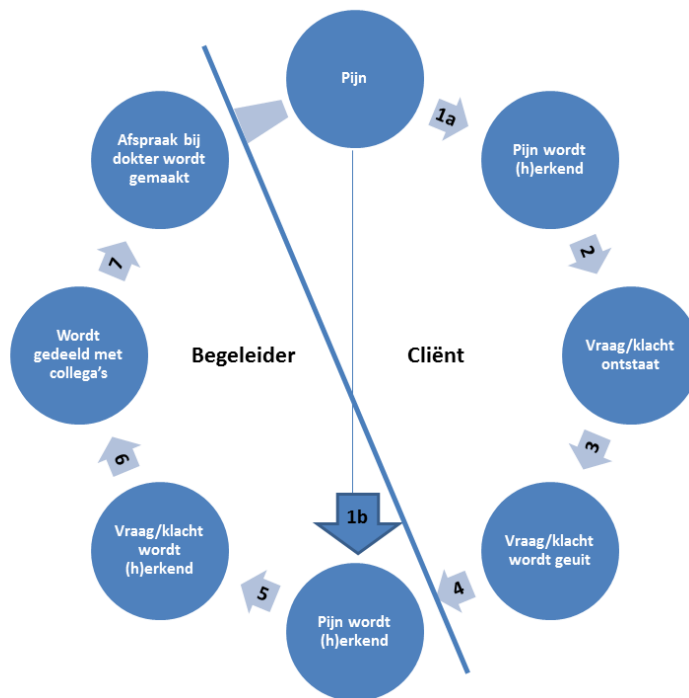 Pijn
1a
Pijn wordt
(h)erkend
2
Vraag/klacht
ontstaat
3
Vraag/klacht
wordt geuit
4
Pijn wordt
(h)erkend
5
Vraag/klacht
wordt
(h)erkend
6
Wordt
gedeeld met
collega’s
7
Afspraak bij
dokter wordt
gemaakt
Begeleider
Cliënt
1b